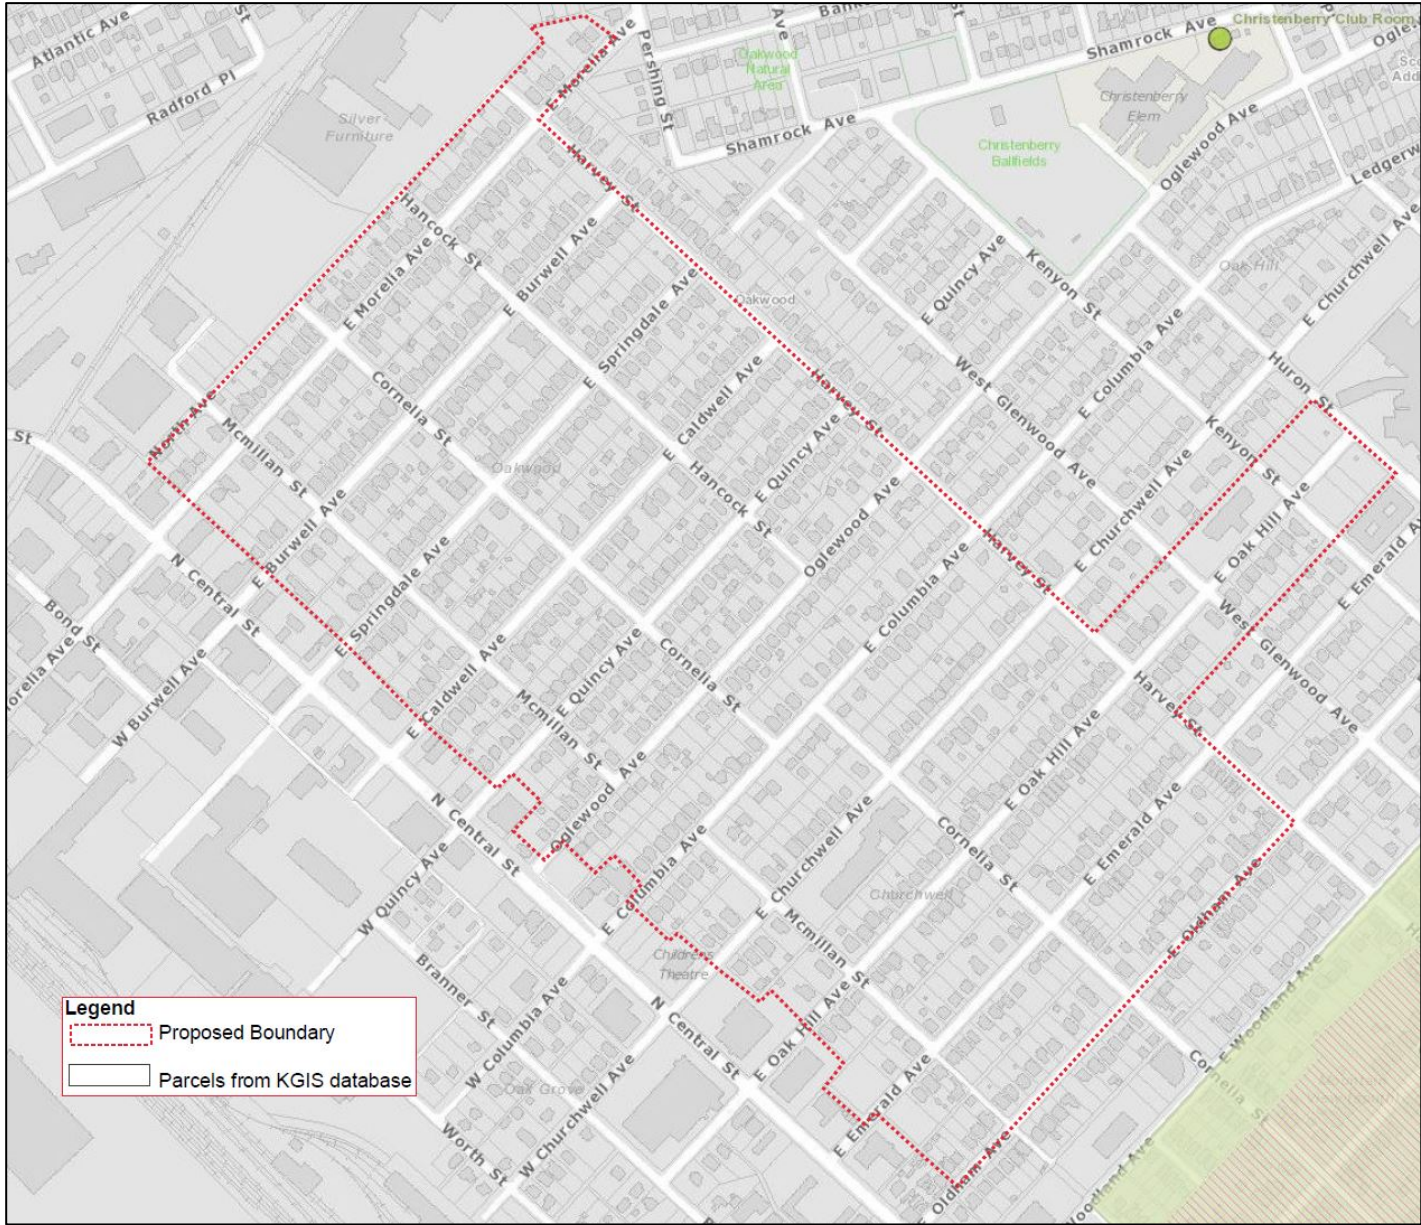 Atlantic Ave
Radford Pl
Silver
Furniture
E Morelia Ave
Pershing St
Oakwood
Natural
Area
Ave
St
Shamrock Ave
Christenberry Club Room
Shamrock Ave
Christenberry
Elem
Christenberry
Ballfields
Oglewood Ave
Harvey St
Hancock St
E Morelia Ave
E Burwell Ave
E Springdale Ave
Oakwood
E Quincy Ave
Kenyon St
Oak Hill
E Churchwell Ave
E Columbia Ave
Huron St
North Ave
St
Mcmillan St
Cornelia St
Oakwood
E Caldwell Ave
Hancock St
E Quincy Ave
Harvey St
West Glenwood Ave
Kenyon St
Oglewood Ave
E Burwell Ave
N Central St
Bond St
W Burwell Ave
E Springdale Ave
E Caldwell Ave
Mcmillan St
E Quincy Ave
Cornelia St
E Columbia Ave
Harvey St
E Churchwell Ave
E Oak Hill Ave
West Glenwood Ave
Harvey St
E Oak Hill Ave
E Emerald Ave
N Central St
Oglewood Ave
W Quincy Ave
E Columbia Ave
E Churchwell Ave
Churchwell
Cornelia St
E Oldham Ave
Branner St
W Columbia Ave
Childrens
Theatre
Mcmillan St
N Central St
E Oak Hill Ave
E Emerald Ave
E Oldham Ave
E Woodland Ave
Cornelia St
Oak Grove
W Churchwell Ave
Worth St
Legend
Proposed Boundary
Parcels from KGIS database